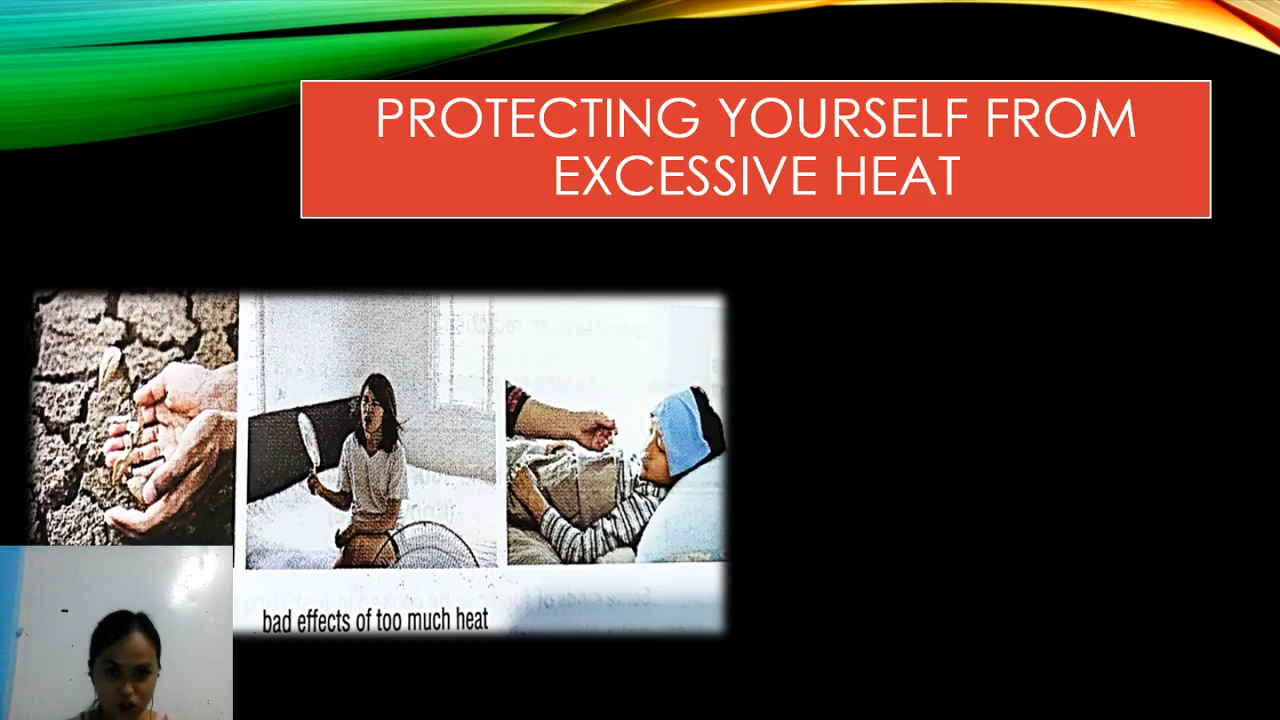 PROTECTING YOURSELF FROM
EXCESSIVE HEAT
bad effects of too much heat